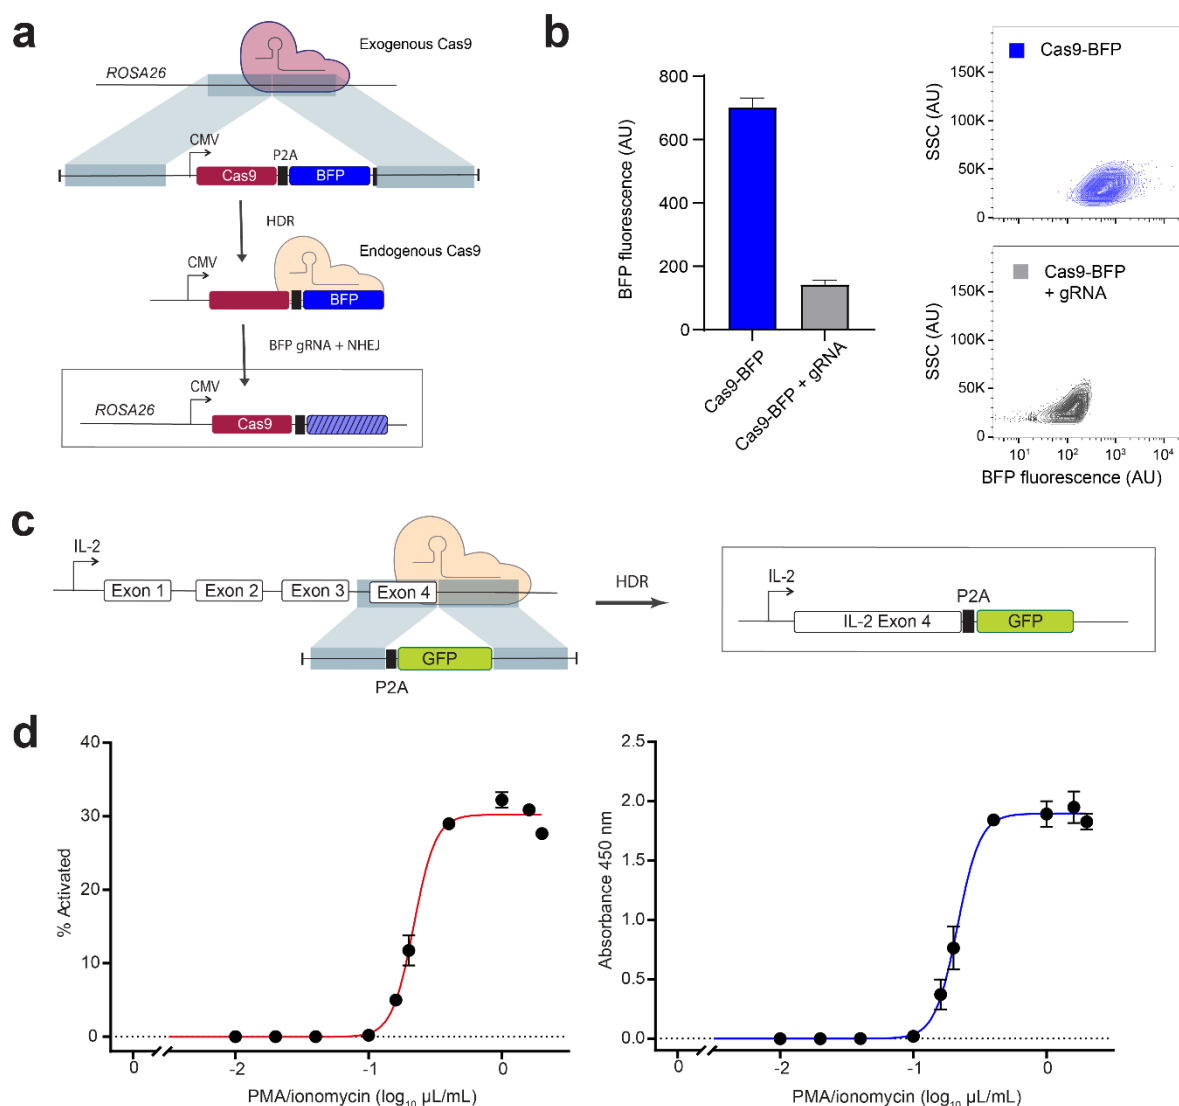 a
Exogenous Cas9
ROSA26
CMV
P2A
Cas9
BFP
HDR
Endogenous Cas9
CMV
BFP
BFP gRNA + NHEJ
CMV
ROSA26
Cas9
b
BFP fluorescence (AU)
800
600
400
200
0
Cas9-BFP
Cas9-BFP + gRNA
Cas9-BFP
SSC (AU)
150K
100K
50K
0
Cas9-BFP
+ gRNA
SSC (AU)
150K
100K
50K
0
10¹ 10² 10³ 10⁴
BFP fluorescence (AU)
c
IL-2
Exon 1
Exon 2
Exon 3
Exon 4
GFP
P2A
HDR
IL-2
P2A
IL-2 Exon 4
GFP
d
% Activated
40
30
20
10
0
0 -2 -1 0
PMA/ionomycin (log₁₀ µL/mL)
Absorbance 450 nm
2.5
2.0
1.5
1.0
0.5
0.0
0 -2 -1 0
PMA/ionomycin (log₁₀ µL/mL)